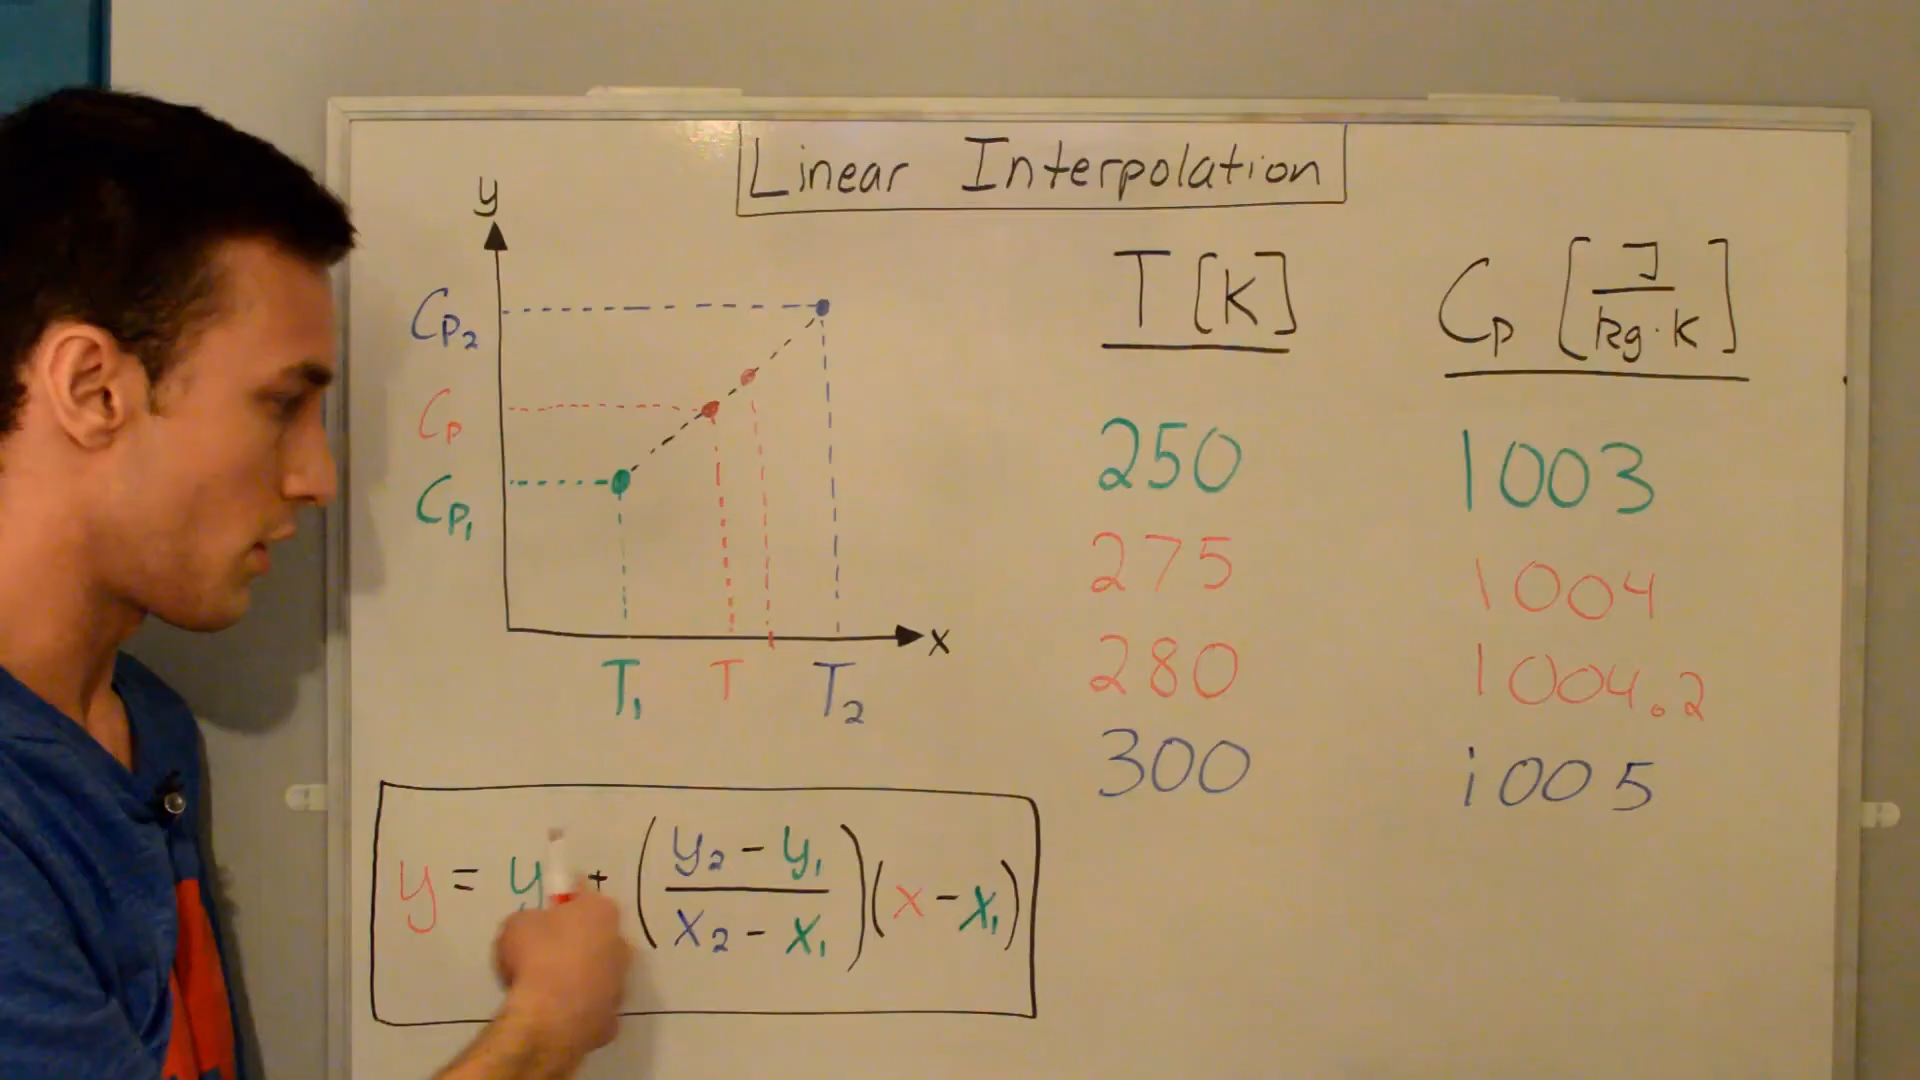 Linear Interpolation
y
Cp₂
Cp
Cp₁
x
T₁ T T₂
T [K] Cp [J/kg·K]
250 1003
275 1004
280 1004.2
300 1005
y = y + (y₂ - y₁ / x₂ - x₁)(x - x₁)